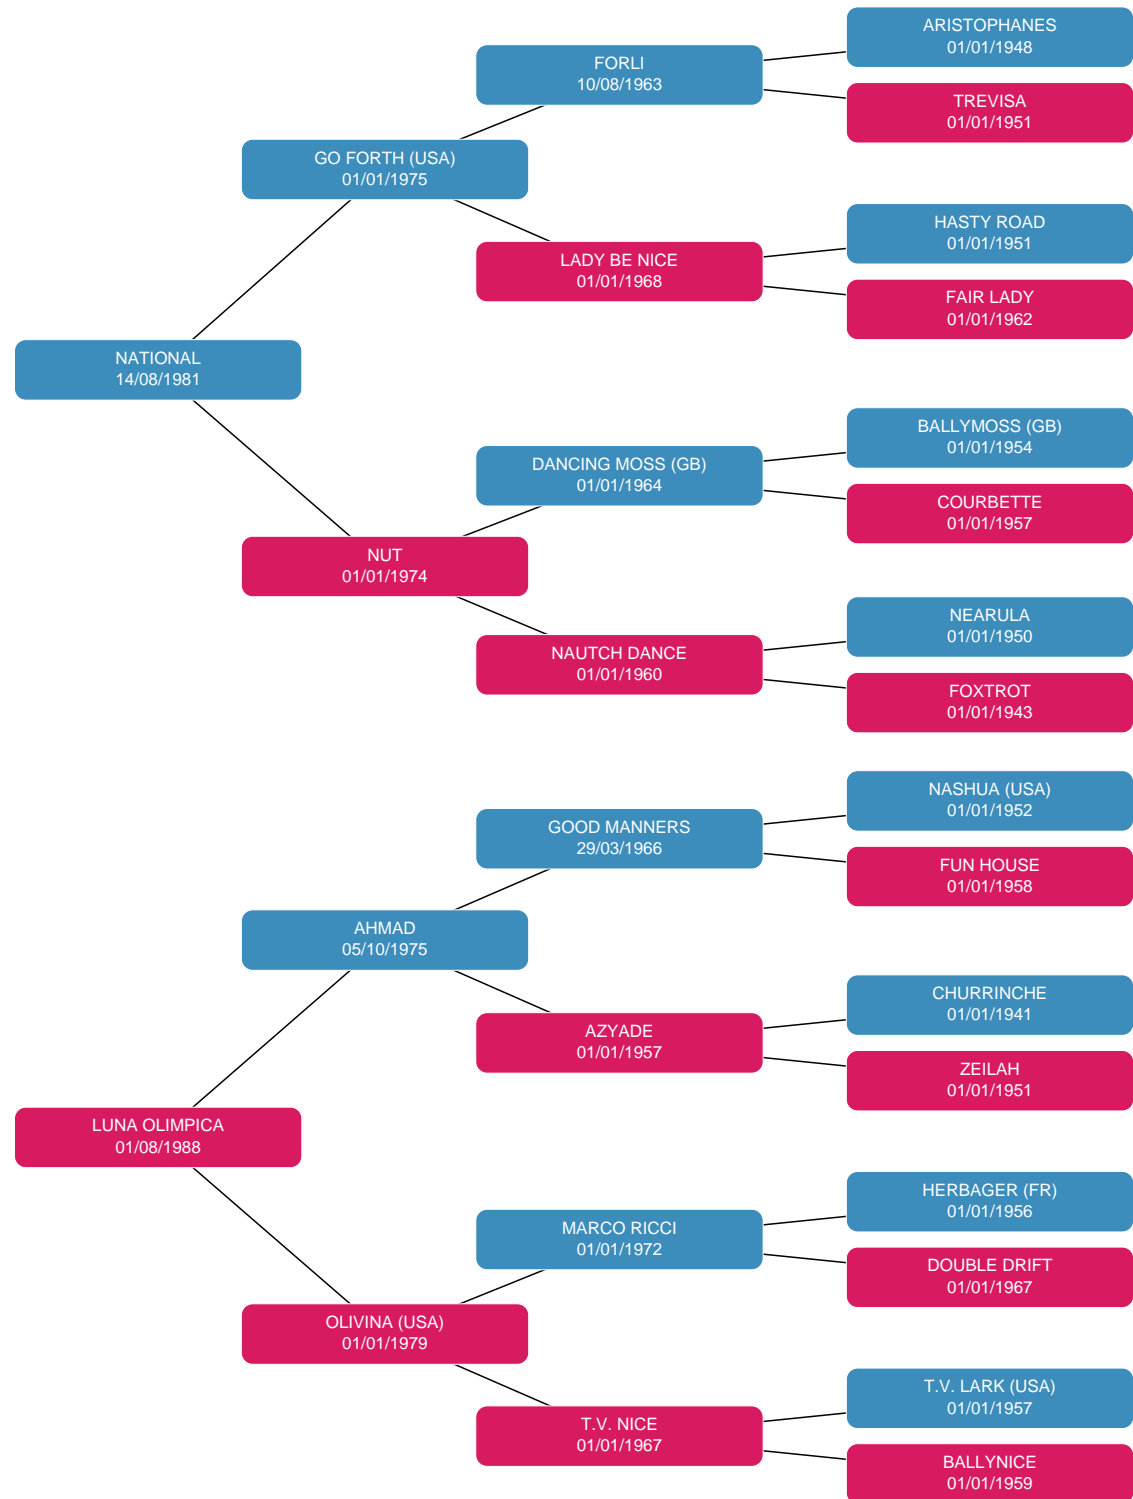 ARISTOPHANES
01/01/1948
FORLI
10/08/1963
TREVISA
01/01/1951
GO FORTH (USA)
01/01/1975
HASTY ROAD
01/01/1951
LADY BE NICE
01/01/1968
FAIR LADY
01/01/1962
NATIONAL
14/08/1981
BALLYMOSS (GB)
01/01/1954
DANCING MOSS (GB)
01/01/1964
COURBETTE
01/01/1957
NUT
01/01/1974
NEARULA
01/01/1950
NAUTCH DANCE
01/01/1960
FOXTROT
01/01/1943
NASHUA (USA)
01/01/1952
GOOD MANNERS
29/03/1966
FUN HOUSE
01/01/1958
AHMAD
05/10/1975
CHURRINCHE
01/01/1941
AZYADE
01/01/1957
ZEILAH
01/01/1951
LUNA OLIMPICA
01/08/1988
HERBAGER (FR)
01/01/1956
MARCO RICCI
01/01/1972
DOUBLE DRIFT
01/01/1967
OLIVINA (USA)
01/01/1979
T.V. LARK (USA)
01/01/1957
T.V. NICE
01/01/1967
BALLYNICE
01/01/1959